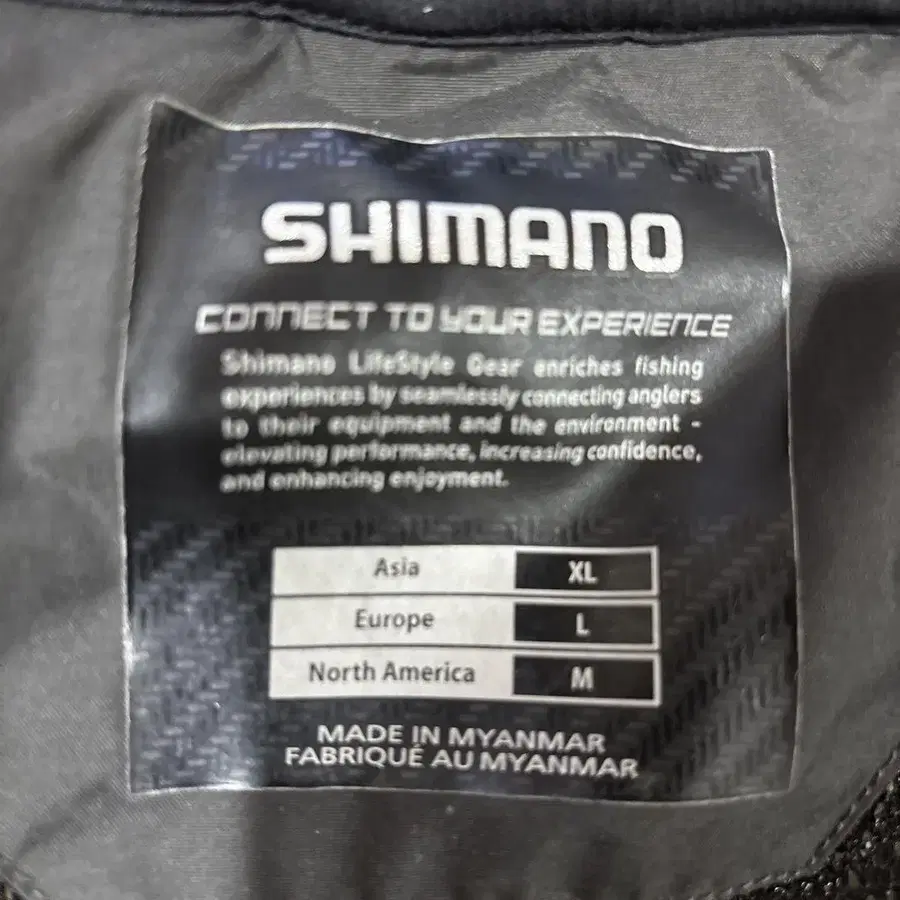 SHIMANO
CONNECT TO YOUR EXPERIENCE
Shimano LifeStyle Gear enriches fishing
experiences by seamlessly connecting anglers
to their equipment and the environment -
elevating performance, increasing confidence,
and enhancing enjoyment.
Asia XL
Europe L
North America M
MADE IN MYANMAR
FABRIQUÉ AU MYANMAR